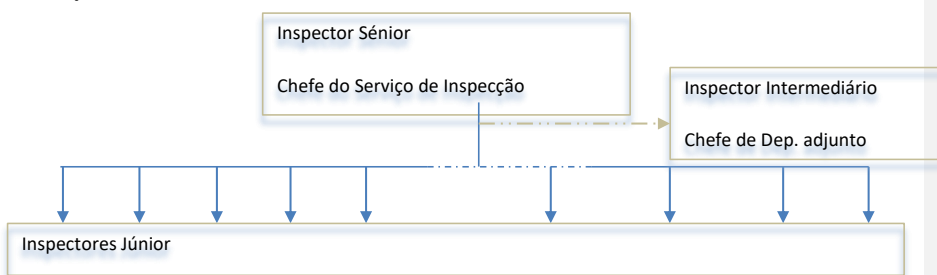 Inspector Sénior
Chefe do Serviço de Inspecção
Inspector Intermediário
Chefe de Dep. adjunto
Inspectores Júnior